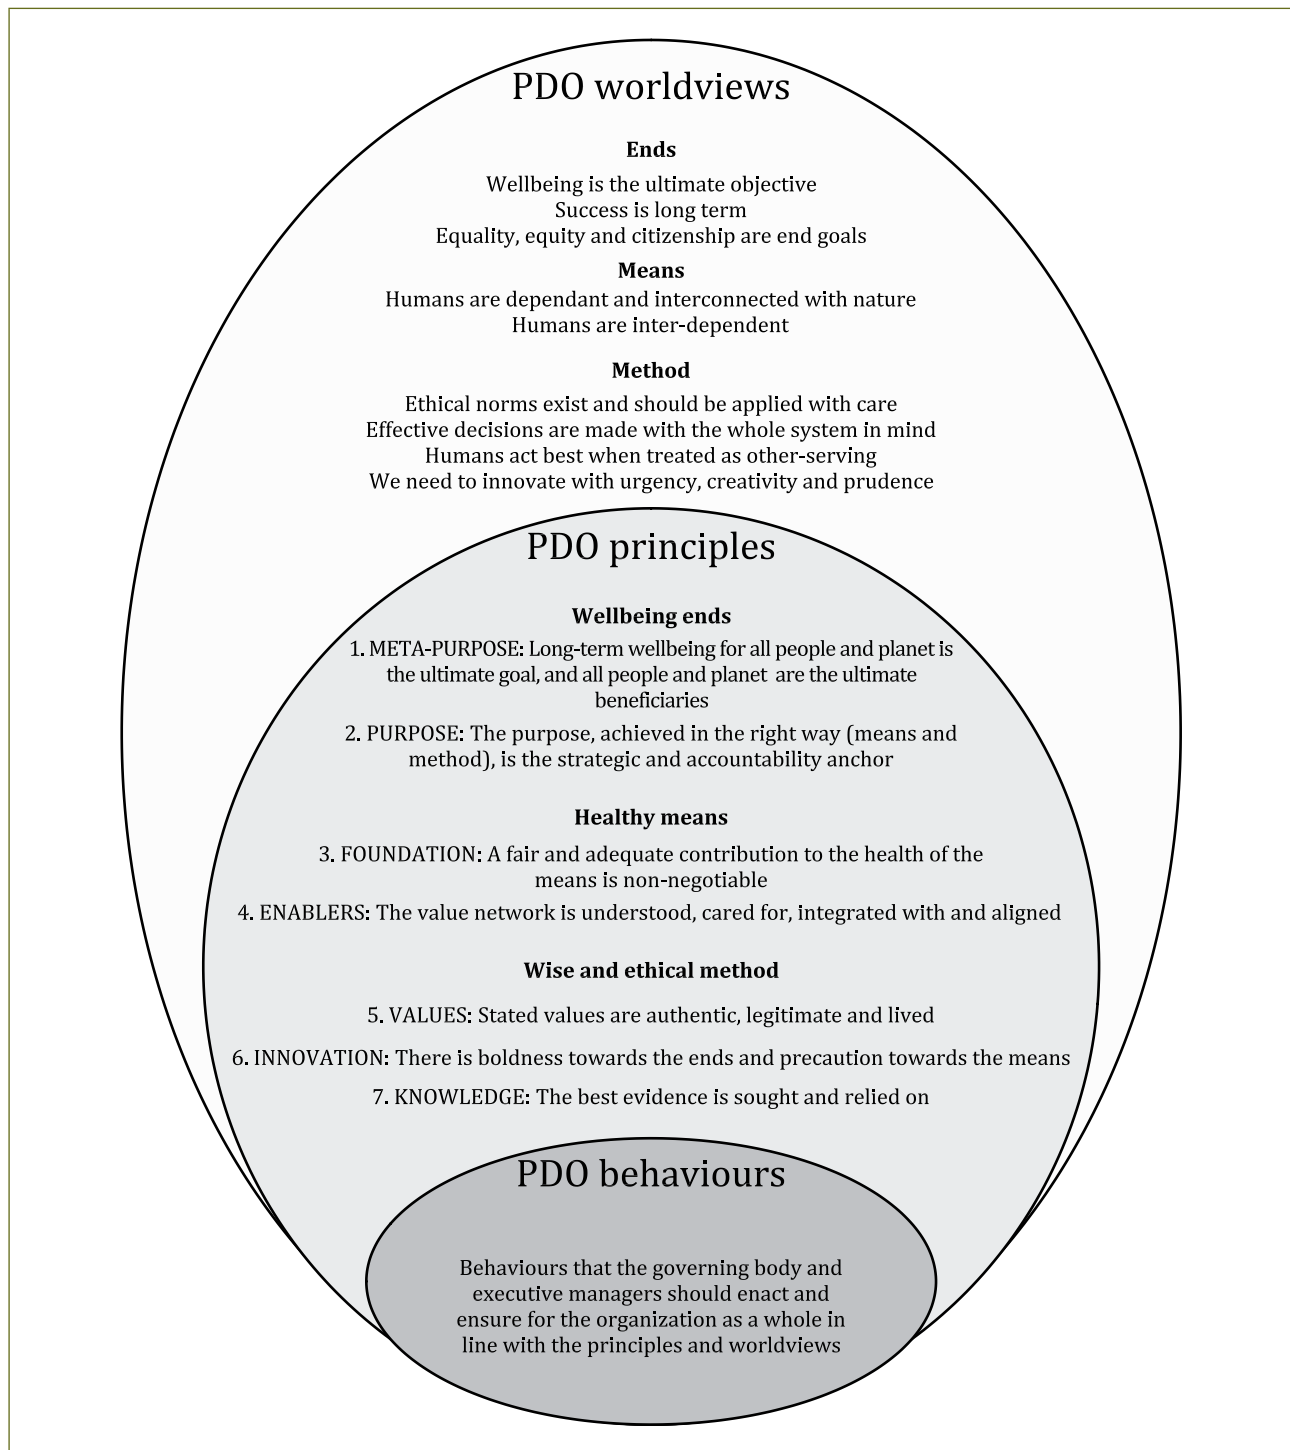 PDO worldviews
Ends
Wellbeing is the ultimate objective
Success is long term
Equality, equity and citizenship are end goals
Means
Humans are dependant and interconnected with nature
Humans are inter-dependent
Method
Ethical norms exist and should be applied with care
Effective decisions are made with the whole system in mind
Humans act best when treated as other-serving
We need to innovate with urgency, creativity and prudence
PDO principles
Wellbeing ends
1. META-PURPOSE: Long-term wellbeing for all people and planet is
the ultimate goal, and all people and planet are the ultimate
beneficiaries
2. PURPOSE: The purpose, achieved in the right way (means and
method), is the strategic and accountability anchor
Healthy means
3. FOUNDATION: A fair and adequate contribution to the health of the
means is non-negotiable
4. ENABLERS: The value network is understood, cared for, integrated with and aligned
Wise and ethical method
5. VALUES: Stated values are authentic, legitimate and lived
6. INNOVATION: There is boldness towards the ends and precaution towards the means
7. KNOWLEDGE: The best evidence is sought and relied on
PDO behaviours
Behaviours that the governing body and
executive managers should enact and
ensure for the organization as a whole in
line with the principles and worldviews